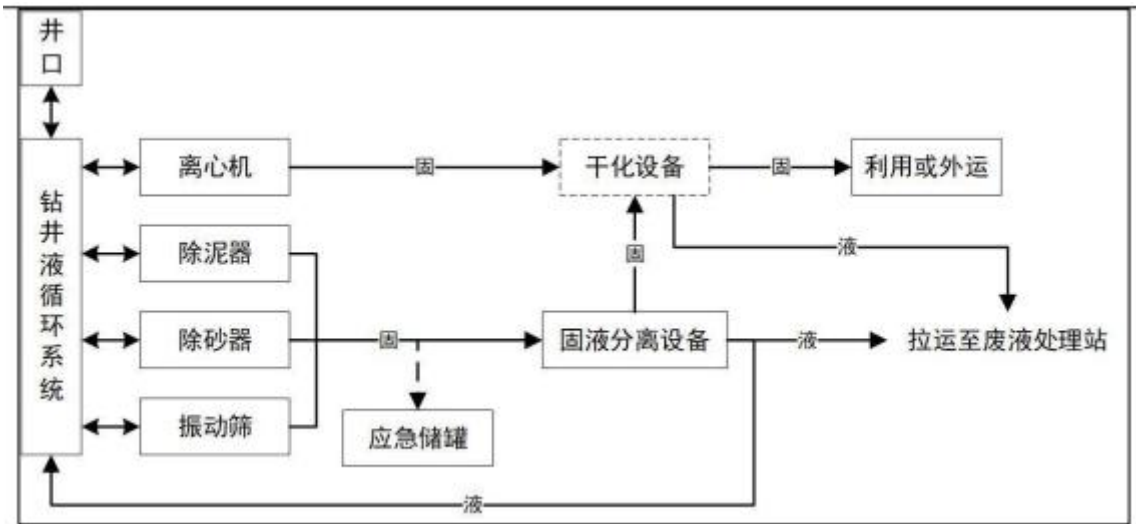 井口
离心机
固
干化设备
固
利用或外运
钻井液循环系统
除泥器
固
液
除砂器
固
固液分离设备
液
拉运至废液处理站
振动筛
应急储罐
液